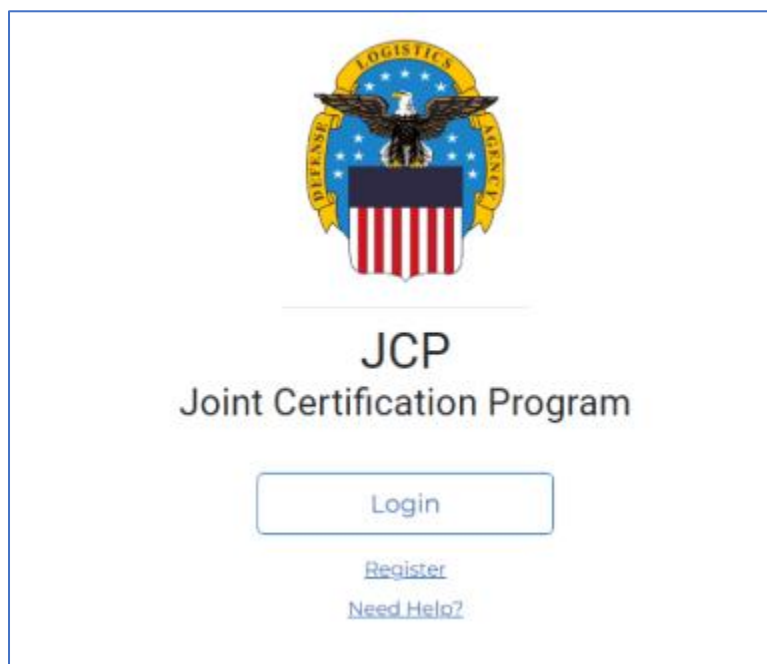 DEFENSE LOGISTICS AGENCY
JCP
Joint Certification Program
Login
Register
Need Help?